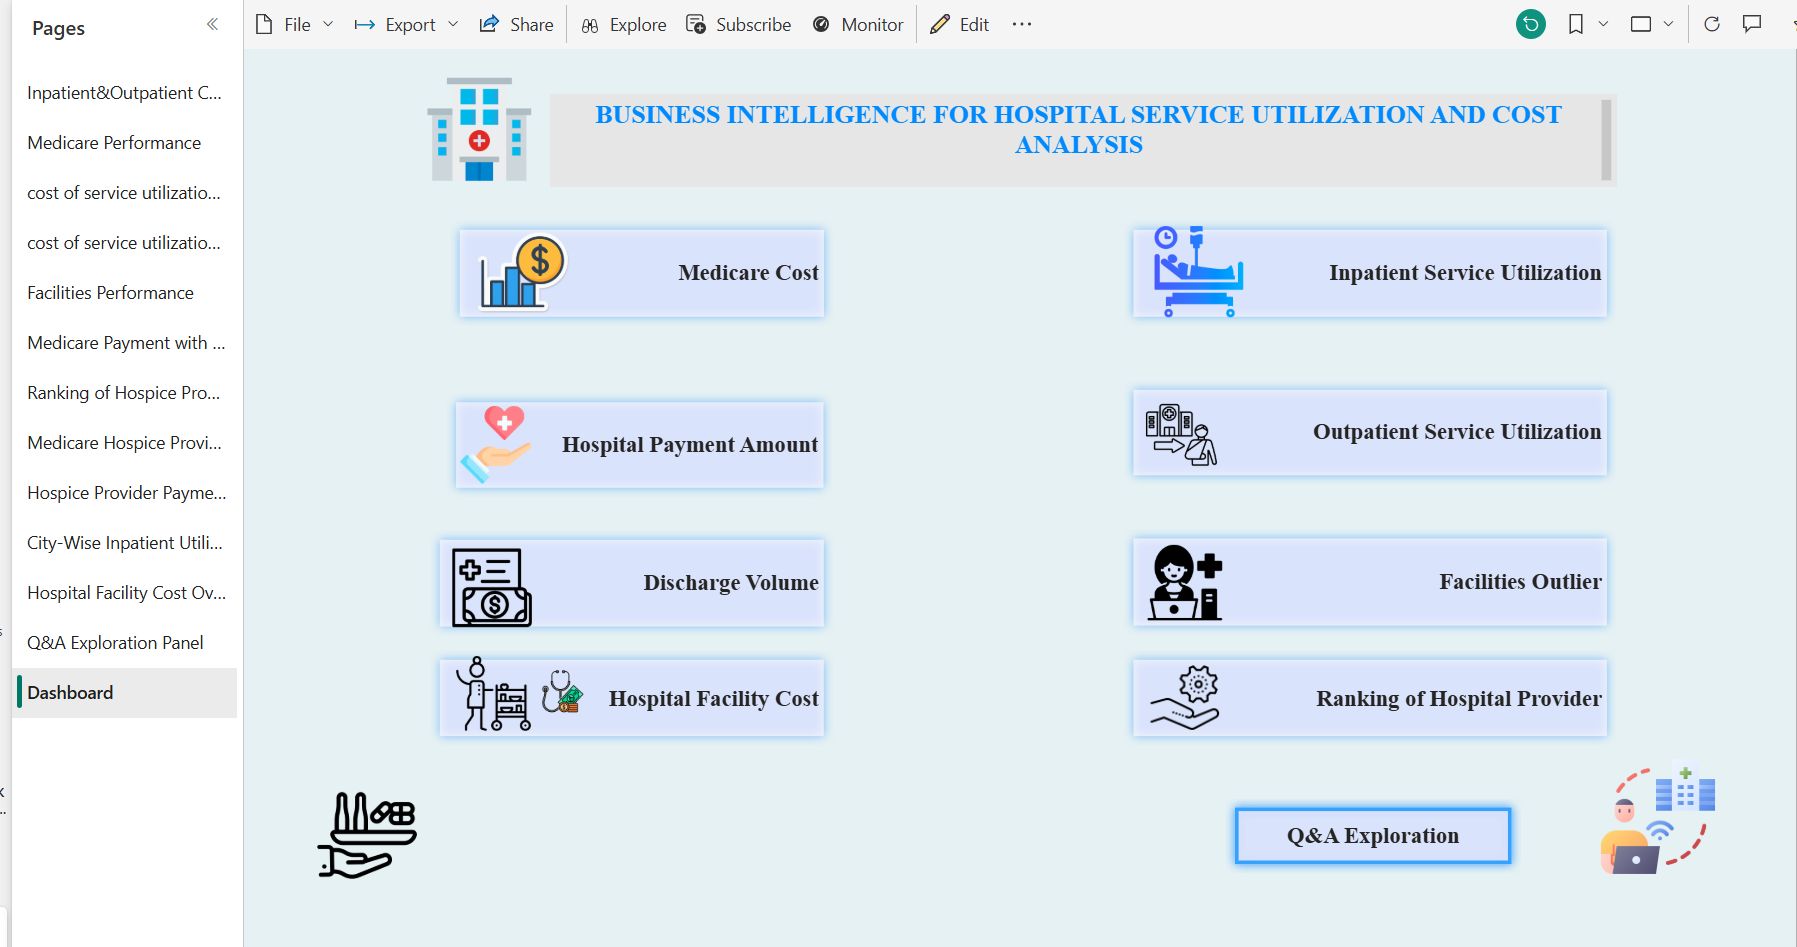 Pages
File
Export
Share
Explore
Subscribe
Monitor
Edit
Inpatient&Outpatient C...
Medicare Performance
cost of service utilizatio...
cost of service utilizatio...
Facilities Performance
Medicare Payment with ...
Ranking of Hospice Pro...
Medicare Hospice Provi...
Hospice Provider Payme...
City-Wise Inpatient Utili...
Hospital Facility Cost Ov...
Q&A Exploration Panel
Dashboard
BUSINESS INTELLIGENCE FOR HOSPITAL SERVICE UTILIZATION AND COST
ANALYSIS
Medicare Cost
Inpatient Service Utilization
Hospital Payment Amount
Outpatient Service Utilization
Discharge Volume
Facilities Outlier
Hospital Facility Cost
Ranking of Hospital Provider
Q&A Exploration